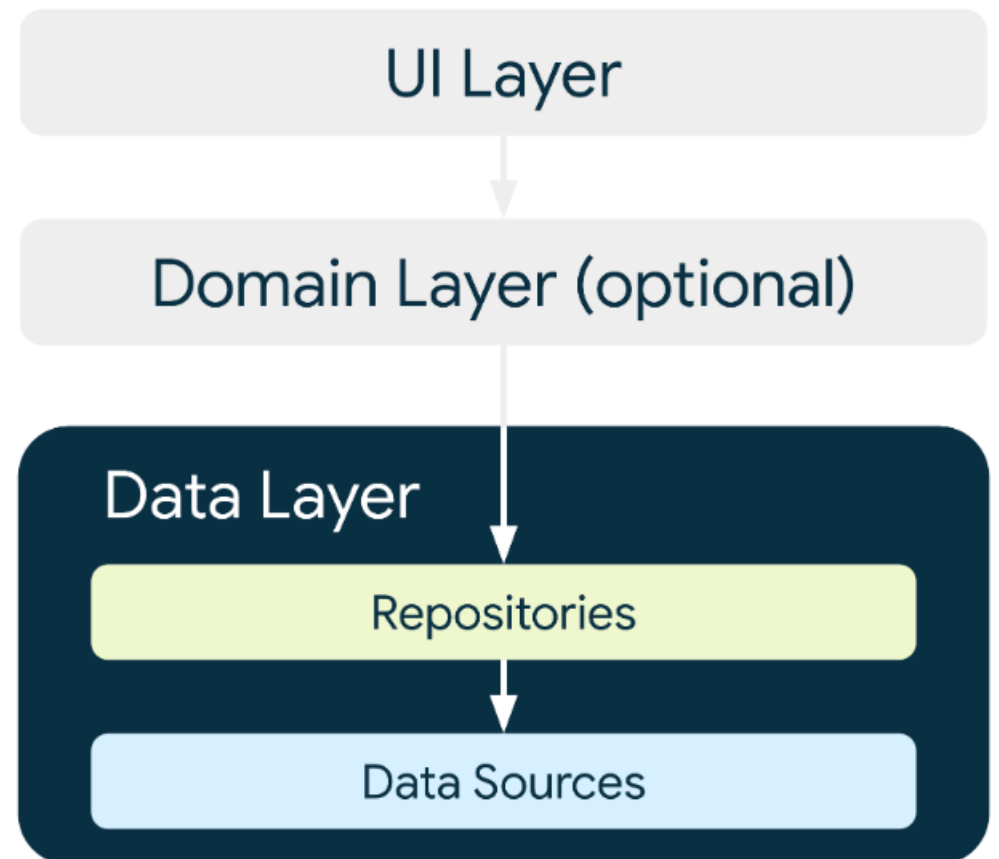 UI Layer
Domain Layer (optional)
Data Layer
Repositories
Data Sources